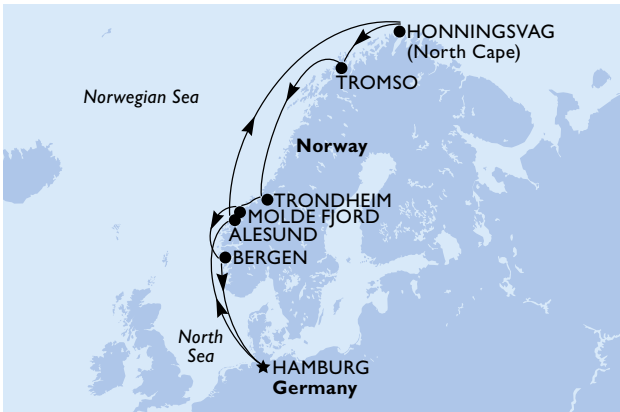 HONNINGSVAG
(North Cape)
TROMSO
Norwegian Sea
Norway
TRONDHEIM
MOLDE FJORD
ALESUND
BERGEN
North
Sea
HAMBURG
Germany